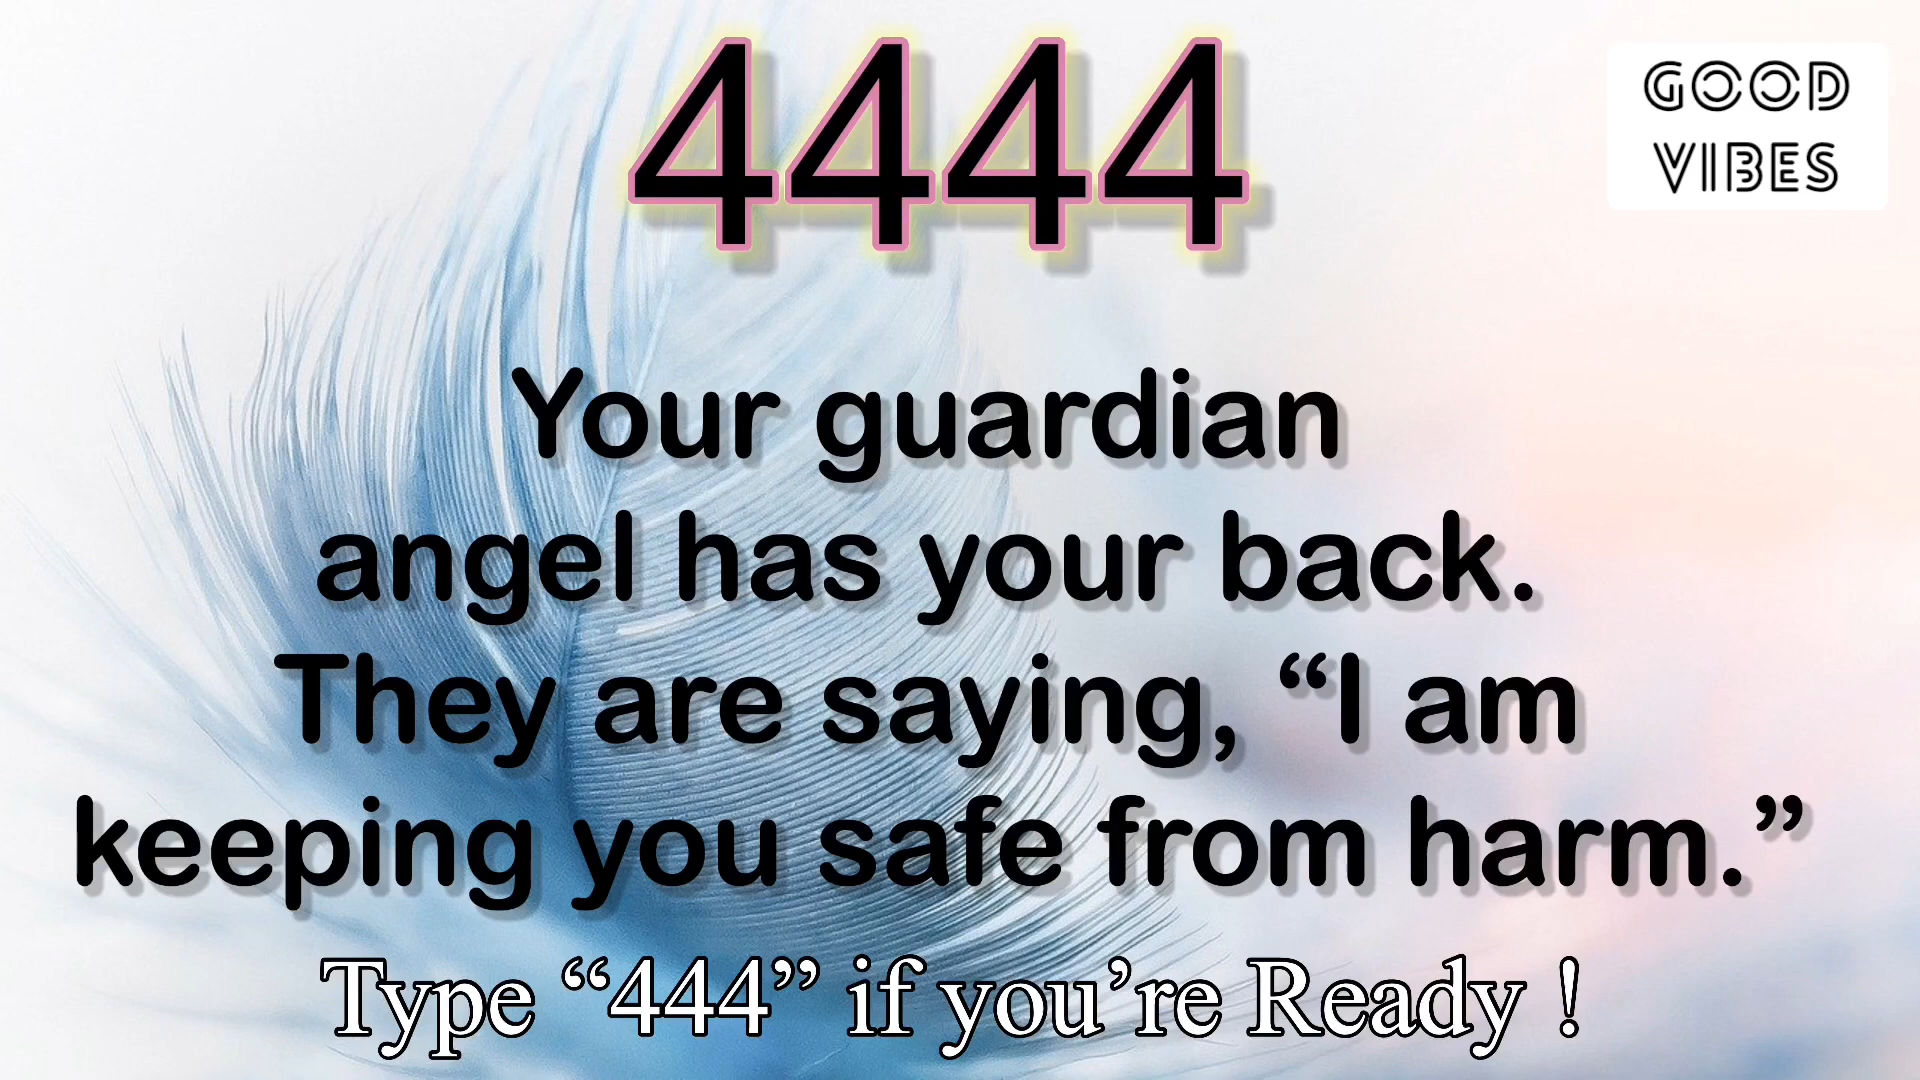 4444
GOOD
VIBES
Your guardian
angel has your back.
They are saying, “I am
keeping you safe from harm.”
Type “444” if you’re Ready !